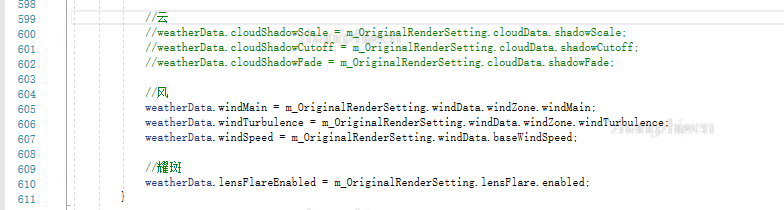 598
599 //云
600 //weatherData.cloudShadowScale = m_OriginalRenderSetting.cloudData.shadowScale;
601 //weatherData.cloudShadowCutoff = m_OriginalRenderSetting.cloudData.shadowCutoff;
602 //weatherData.cloudShadowFade = m_OriginalRenderSetting.cloudData.shadowFade;
603
604 //风
605 weatherData.windMain = m_OriginalRenderSetting.windData.windZone.windMain;
606 weatherData.windTurbulence = m_OriginalRenderSetting.windData.windZone.windTurbulence;
607 weatherData.windSpeed = m_OriginalRenderSetting.windData.baseWindSpeed;
608
609 //耀斑
610 weatherData.lensFlareEnabled = m_OriginalRenderSetting.lensFlare.enabled;
611 }